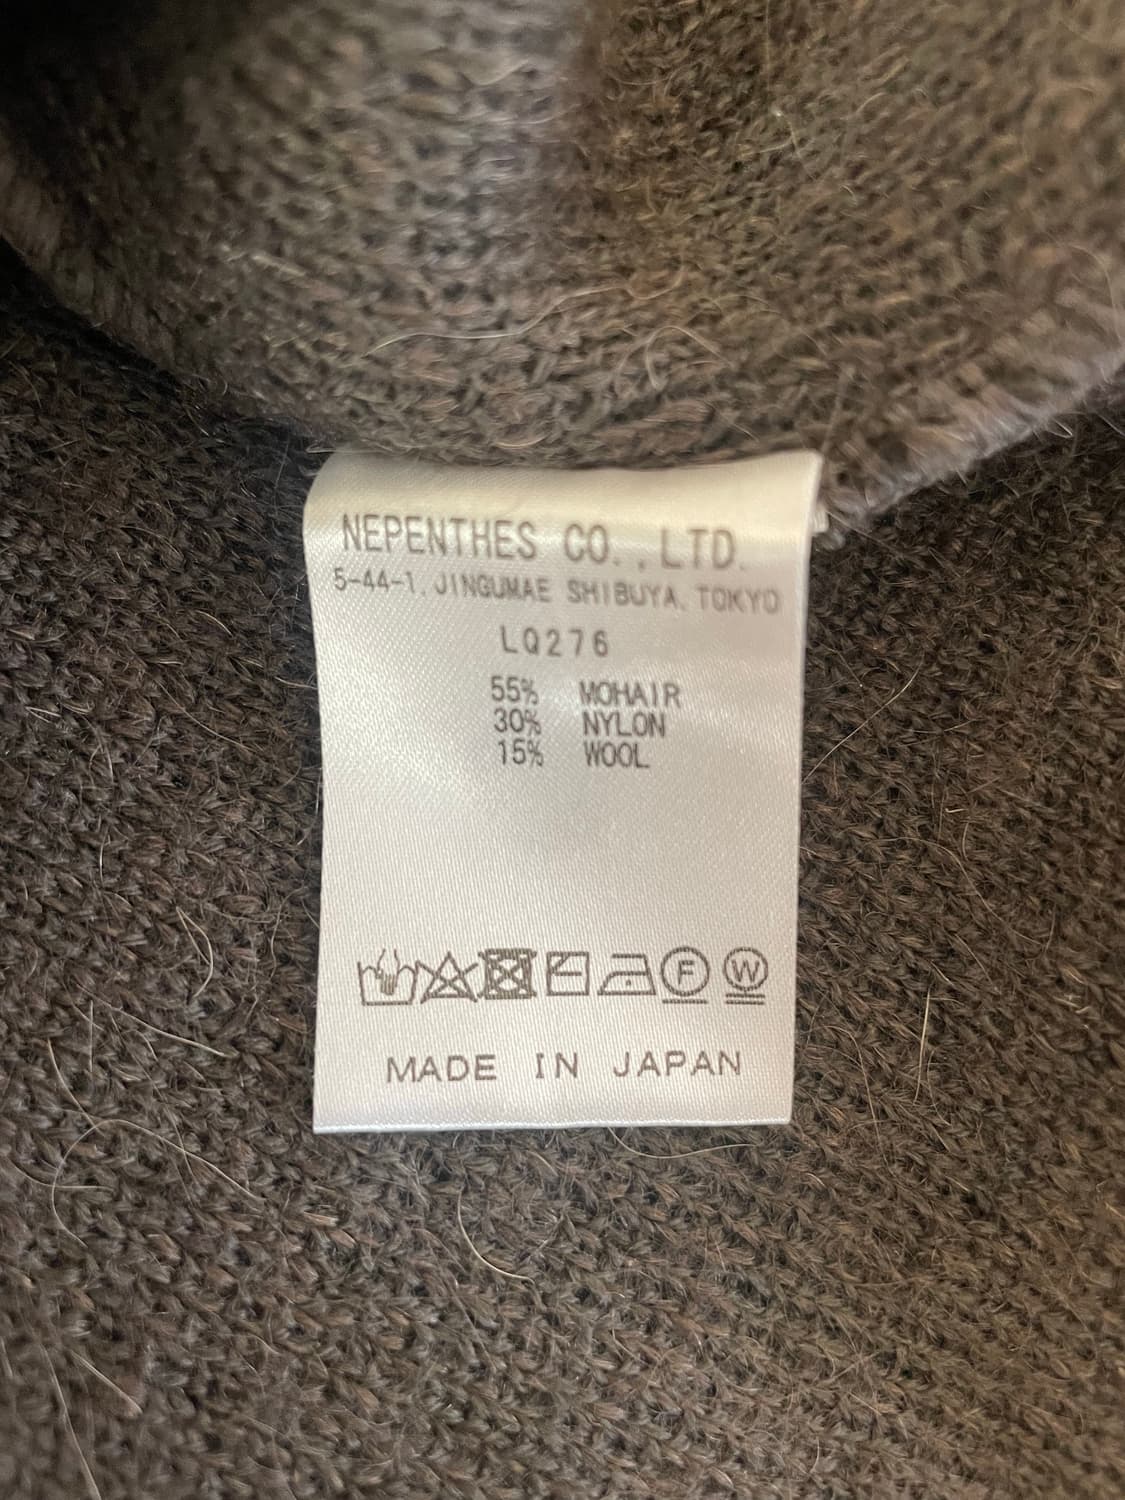 NEPENTHES CO., LTD.
5-44-1, JINGUMAE SHIBUYA, TOKYO
LQ276
55% MOHAIR
30% NYLON
15% WOOL
F W
MADE IN JAPAN